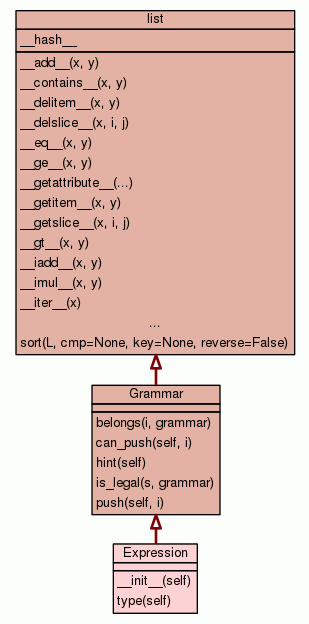 list
__hash__
__add__(x, y)
__contains__(x, y)
__delitem__(x, y)
__delslice__(x, i, j)
__eq__(x, y)
__ge__(x, y)
__getattribute__(...)
__getitem__(x, y)
__getslice__(x, i, j)
__gt__(x, y)
__iadd__(x, y)
__imul__(x, y)
__iter__(x)
...
sort(L, cmp=None, key=None, reverse=False)
Grammar
belongs(i, grammar)
can_push(self, i)
hint(self)
is_legal(s, grammar)
push(self, i)
Expression
__init__(self)
type(self)